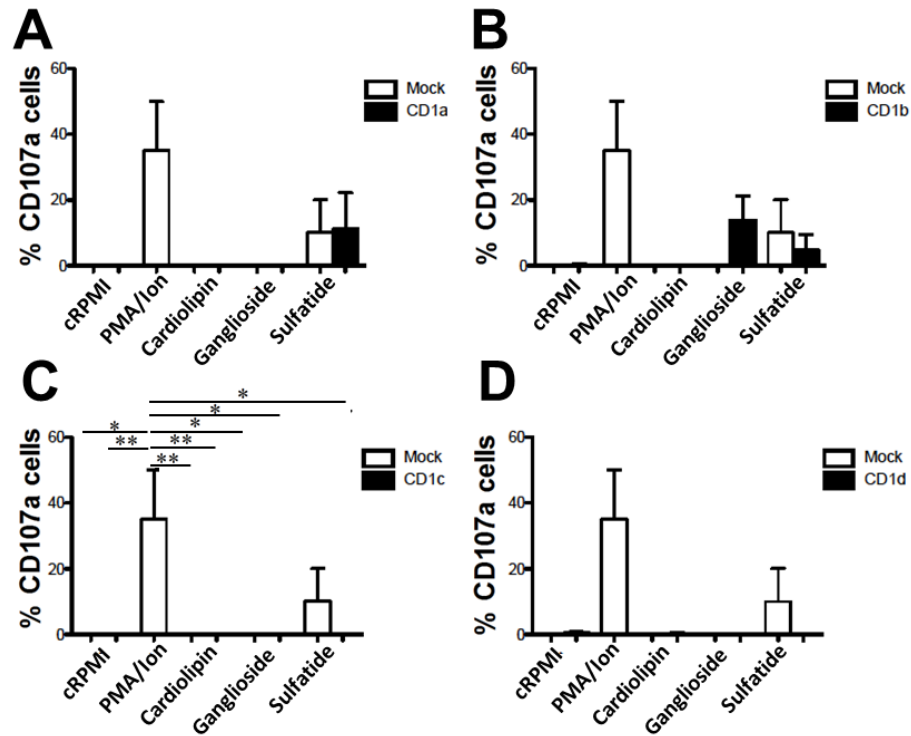 A
% CD107a cells
60
40
20
0
Mock
CD1a
cRPMI
PMA/Ion
Cardiolipin
Ganglioside
Sulfatide
B
% CD107a cells
60
40
20
0
Mock
CD1b
cRPMI
PMA/Ion
Cardiolipin
Ganglioside
Sulfatide
C
% CD107a cells
60
40
20
0
*
*
*
* **
**
**
Mock
CD1c
cRPMI
PMA/Ion
Cardiolipin
Ganglioside
Sulfatide
D
% CD107a cells
60
40
20
0
Mock
CD1d
cRPMI
PMA/Ion
Cardiolipin
Ganglioside
Sulfatide